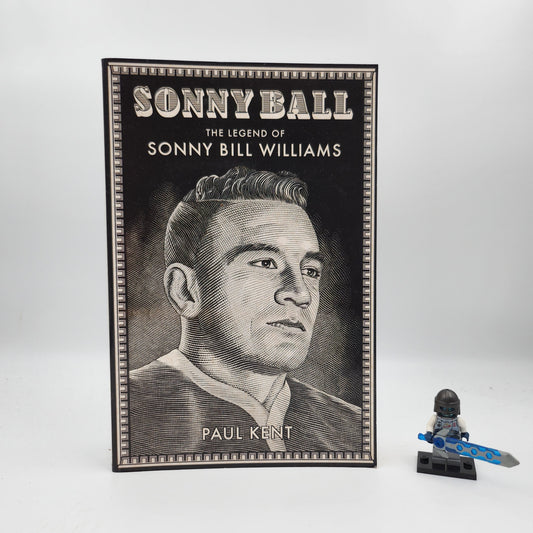 SONNY BALL
THE LEGEND OF
SONNY BILL WILLIAMS
PAUL KENT